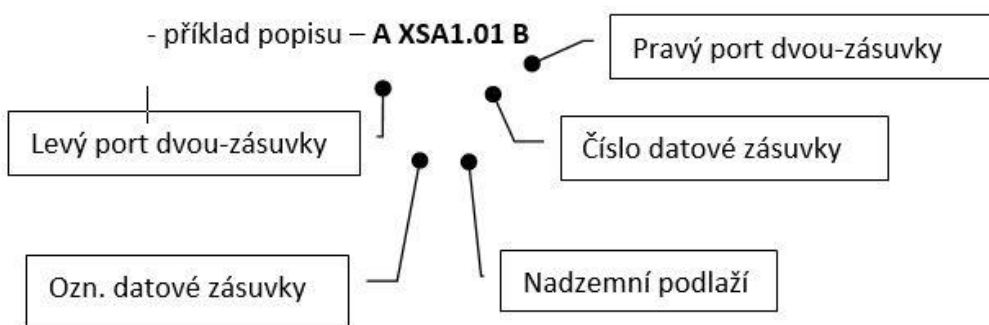 - příklad popisu – A XSA1.01 B
Pravý port dvou-zásuvky
Levý port dvou-zásuvky
Číslo datové zásuvky
Ozn. datové zásuvky
Nadzemní podlaží